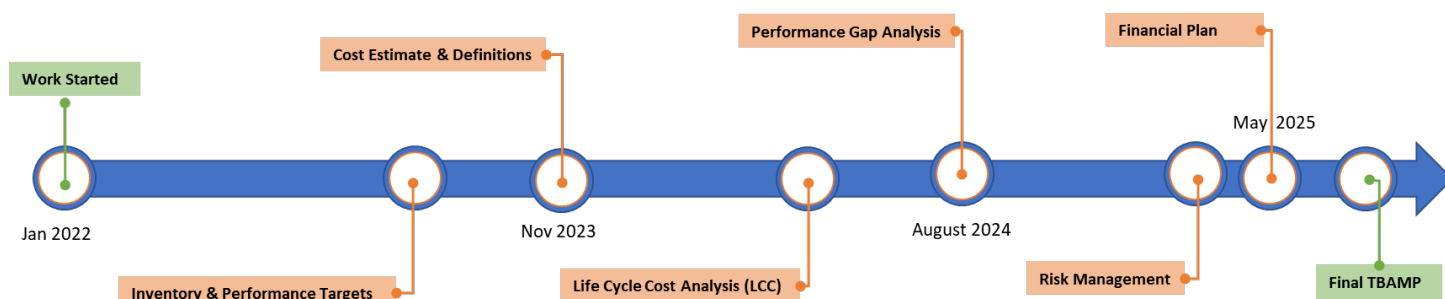 Performance Gap Analysis
Financial Plan
Cost Estimate & Definitions
Work Started
May 2025
Jan 2022
Nov 2023
August 2024
Inventory & Performance Targets
Life Cycle Cost Analysis (LCC)
Risk Management
Final TBAMP